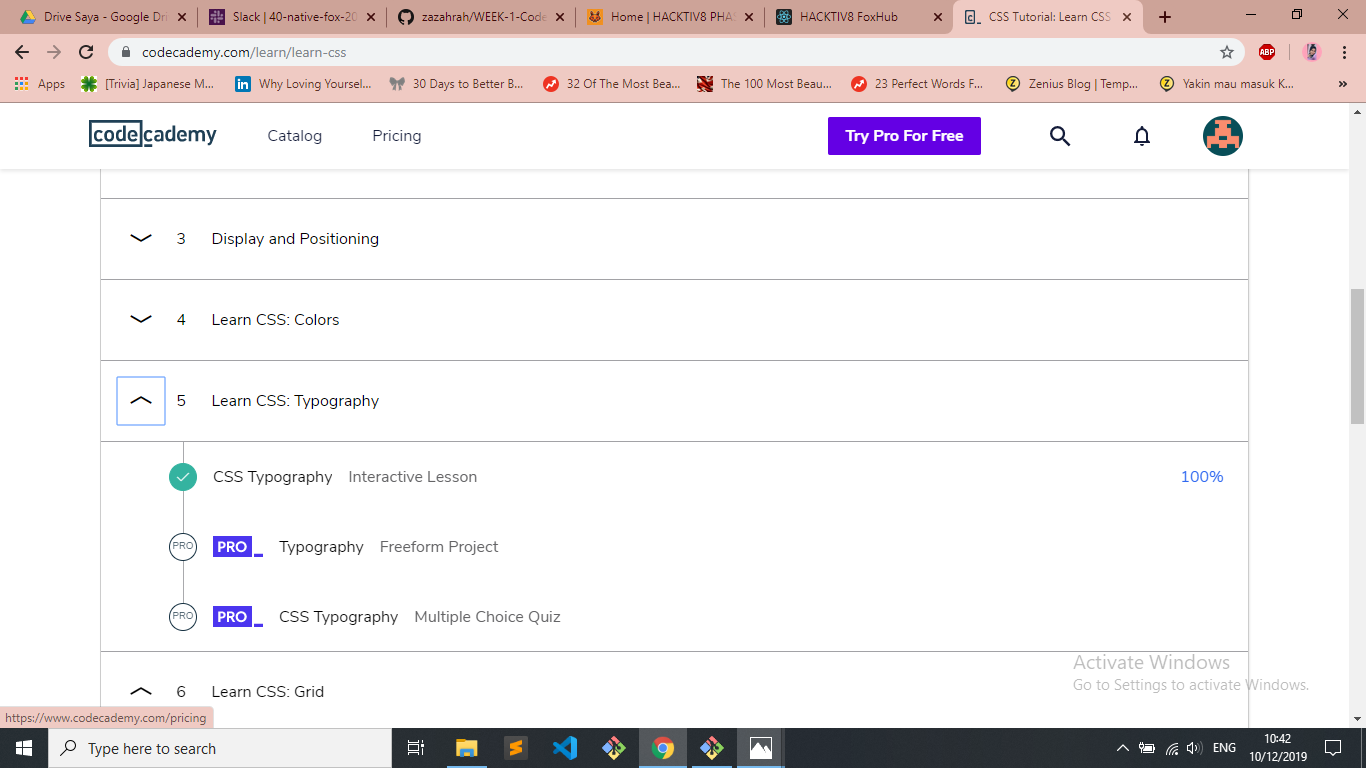 Drive Saya - Google Dri
Slack | 40-native-fox-20
zazahrah/WEEK-1-Code
Home | HACKTIV8 PHAS
HACKTIV8 FoxHub
CSS Tutorial: Learn CSS
codecademy.com/learn/learn-css
ABP
Apps
[Trivia] Japanese M...
Why Loving Yoursel...
30 Days to Better B...
32 Of The Most Bea...
The 100 Most Beau...
23 Perfect Words F...
Zenius Blog | Temp...
Yakin mau masuk K...
codecademy
Catalog
Pricing
Try Pro For Free
3 Display and Positioning
4 Learn CSS: Colors
5 Learn CSS: Typography
CSS Typography Interactive Lesson 100%
PRO PRO_ Typography Freeform Project
PRO PRO_ CSS Typography Multiple Choice Quiz
Activate Windows
Go to Settings to activate Windows.
6 Learn CSS: Grid
https://www.codecademy.com/pricing
Type here to search
ENG
10:42
10/12/2019